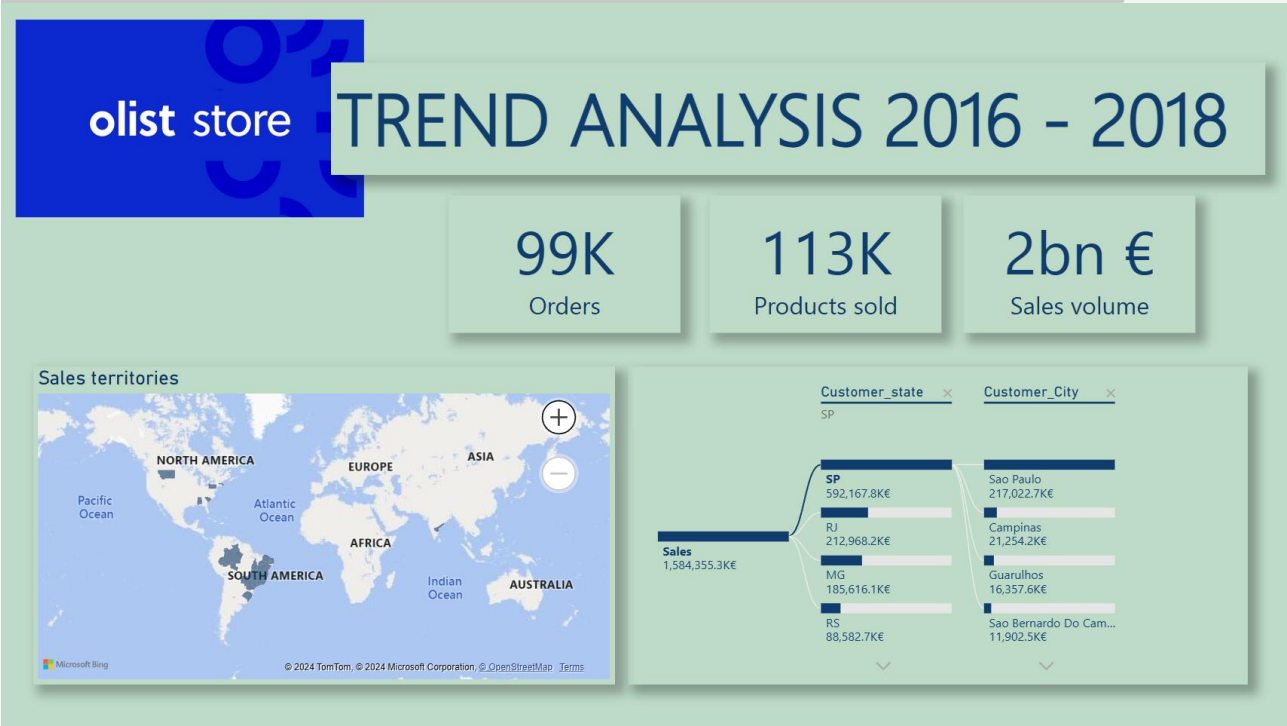 olist store
TREND ANALYSIS 2016 - 2018
99K
Orders
113K
Products sold
2bn €
Sales volume
Sales territories
NORTH AMERICA
EUROPE
ASIA
Pacific
Ocean
Atlantic
Ocean
AFRICA
SOUTH AMERICA
Indian
Ocean
AUSTRALIA
Microsoft Bing
© 2024 TomTom, © 2024 Microsoft Corporation, © OpenStreetMap Terms
Customer_state
SP
Customer_City
Sales
1,584,355.3K€
SP
592,167.8K€
RJ
212,968.2K€
MG
185,616.1K€
RS
88,582.7K€
Sao Paulo
217,022.7K€
Campinas
21,254.2K€
Guarulhos
16,357.6K€
Sao Bernardo Do Cam...
11,902.5K€